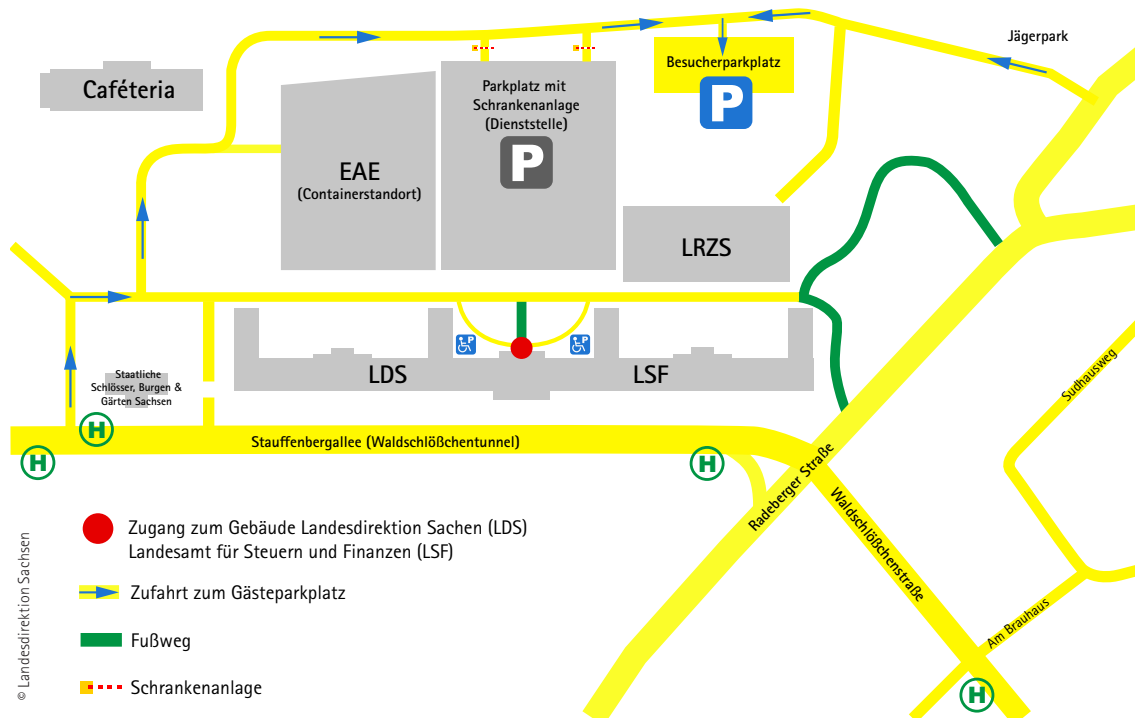 Jägerpark
Caféteria
Besucherparkplatz
P
Parkplatz mit
Schrankenanlage
(Dienststelle)
P
EAE
(Containerstandort)
LRZS
P
P
LDS
LSF
Staatliche
Schlösser, Burgen &
Gärten Sachsen
H
H
Stauffenbergallee (Waldschlößchentunnel)
H
Radeberger Straße
Waldschlößchenstraße
Sudhausweg
Am Brauhaus
H
Zugang zum Gebäude Landesdirektion Sachen (LDS)
Landesamt für Steuern und Finanzen (LSF)
Zufahrt zum Gästeparkplatz
Fußweg
Schrankenanlage
© Landesdirektion Sachsen